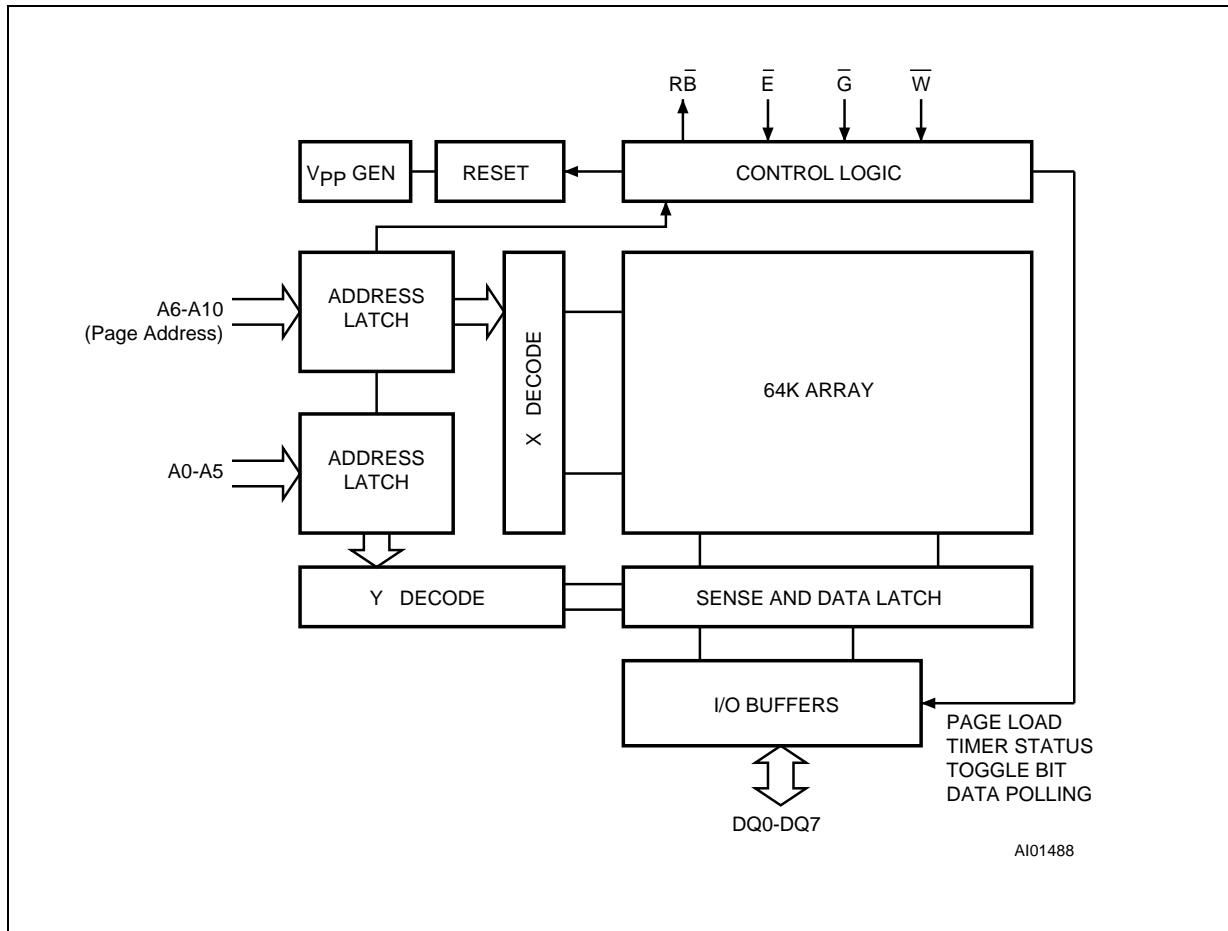 RB̅ E̅ G̅ W̅
VPP GEN RESET CONTROL LOGIC
A6-A10
(Page Address)
ADDRESS
LATCH
X DECODE
64K ARRAY
A0-A5
ADDRESS
LATCH
Y DECODE
SENSE AND DATA LATCH
I/O BUFFERS
PAGE LOAD
TIMER STATUS
TOGGLE BIT
DATA POLLING
DQ0-DQ7
AI01488